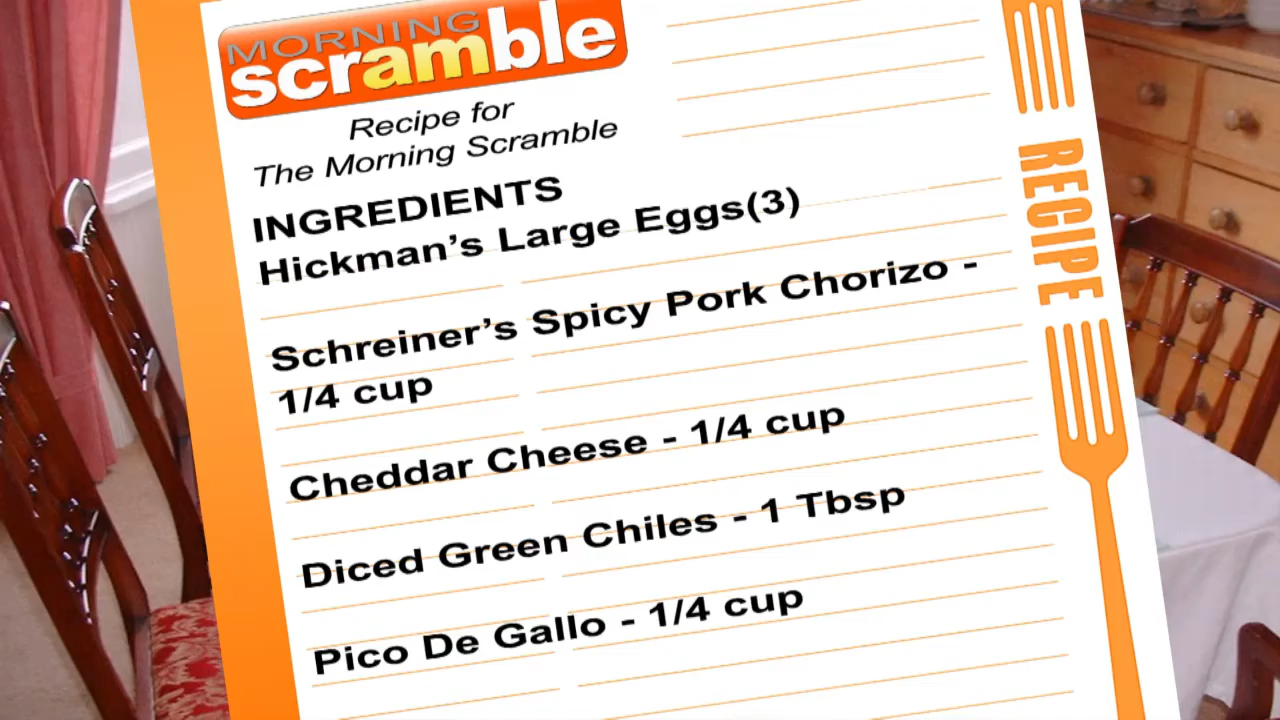 MORNING
scramble
Recipe for
The Morning Scramble
INGREDIENTS
Hickman's Large Eggs(3)
Schreiner's Spicy Pork Chorizo -
1/4 cup
Cheddar Cheese - 1/4 cup
Diced Green Chiles - 1 Tbsp
Pico De Gallo - 1/4 cup
RECIPE